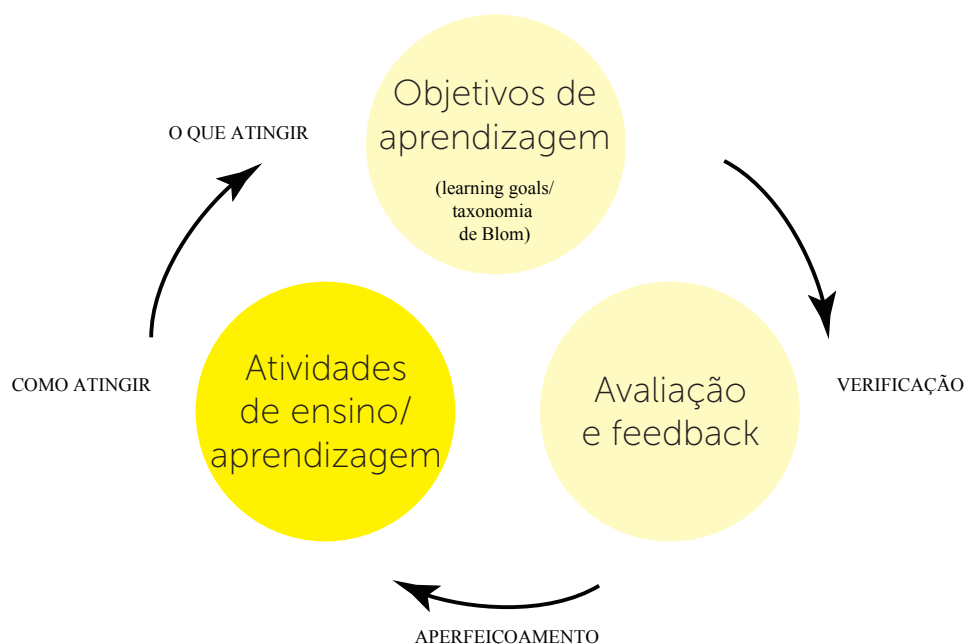 Objetivos de
aprendizagem
(learning goals/
taxonomia
de Blom)
O QUE ATINGIR
COMO ATINGIR
Atividades
de ensino/
aprendizagem
Avaliação
e feedback
VERIFICAÇÃO
APERFEIÇOAMENTO